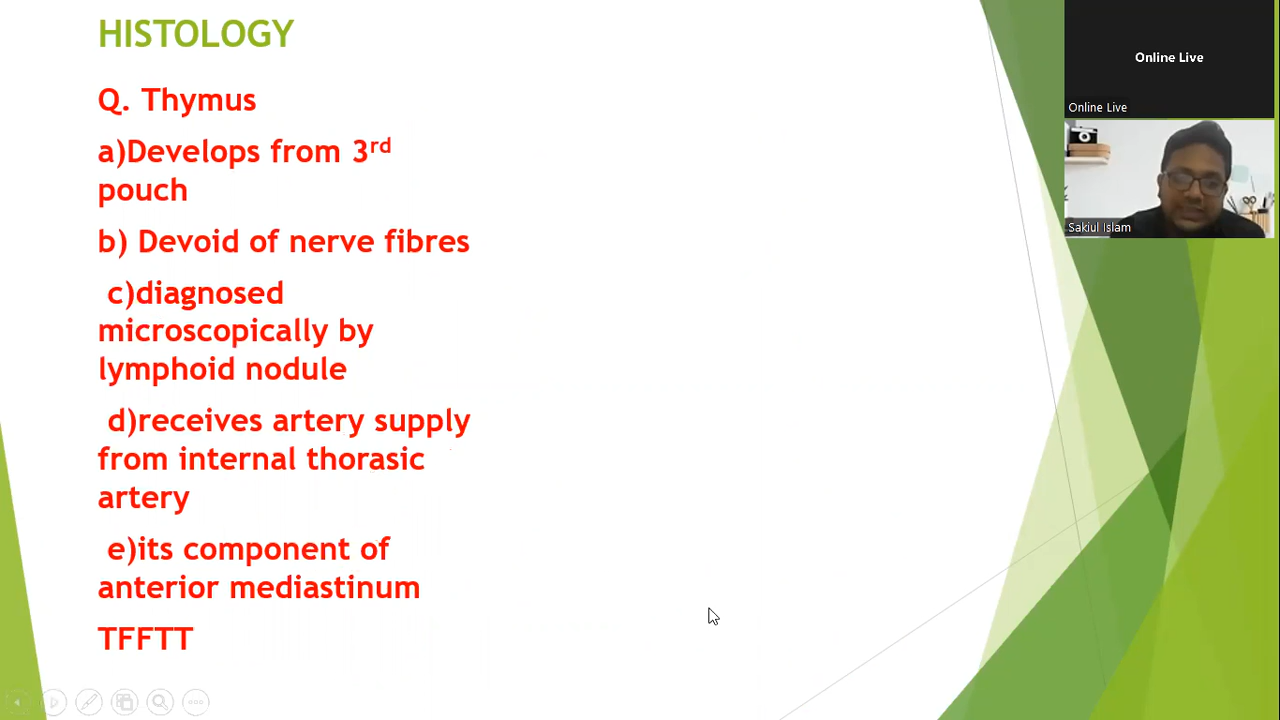 HISTOLOGY
Q. Thymus
a)Develops from 3rd
pouch
b) Devoid of nerve fibres
c)diagnosed
microscopically by
lymphoid nodule
d)receives artery supply
from internal thorasic
artery
e)its component of
anterior mediastinum
TFFTT
Online Live
Online Live
Sakiul Islam